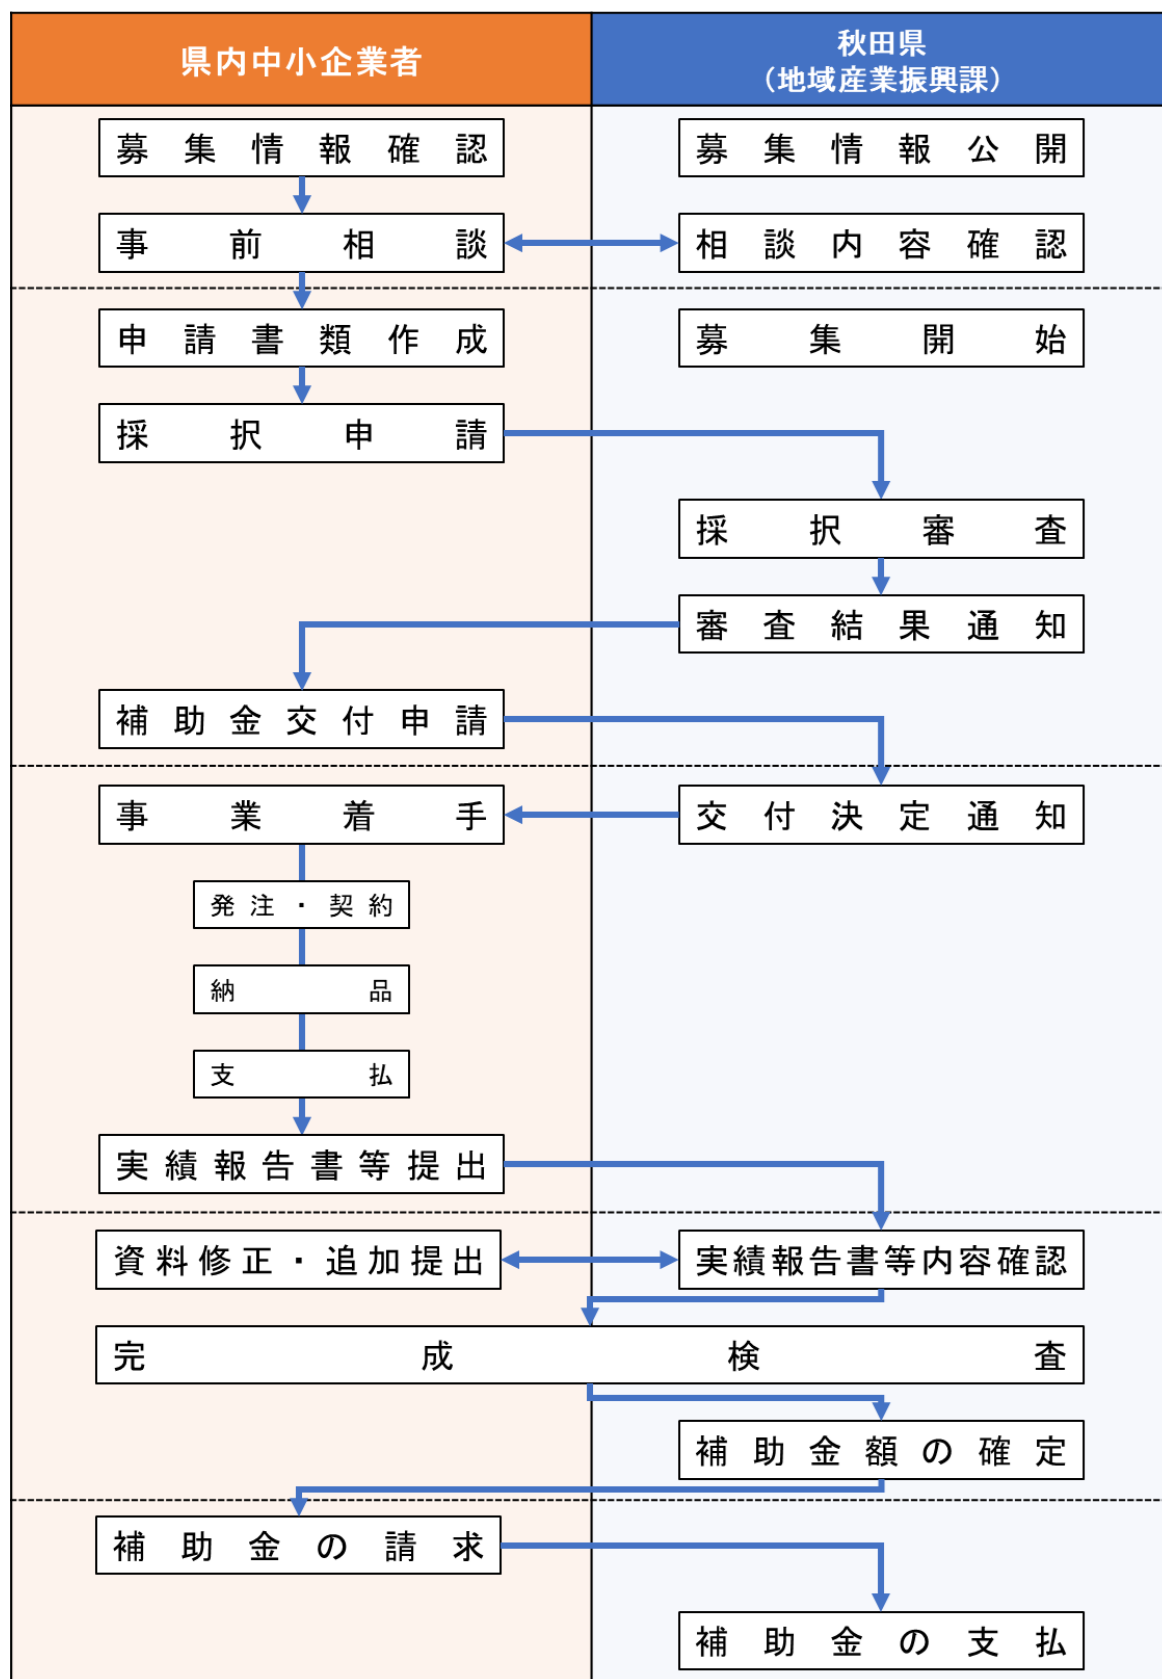 県内中小企業者
秋田県
（地域産業振興課）
募集情報確認
募集情報公開
事前相談
相談内容確認
申請書類作成
募集開始
採択申請
採択審査
審査結果通知
補助金交付申請
事業着手
交付決定通知
発注・契約
納品
支払
実績報告書等提出
資料修正・追加提出
実績報告書等内容確認
完成検査
補助金額の確定
補助金の請求
補助金の支払